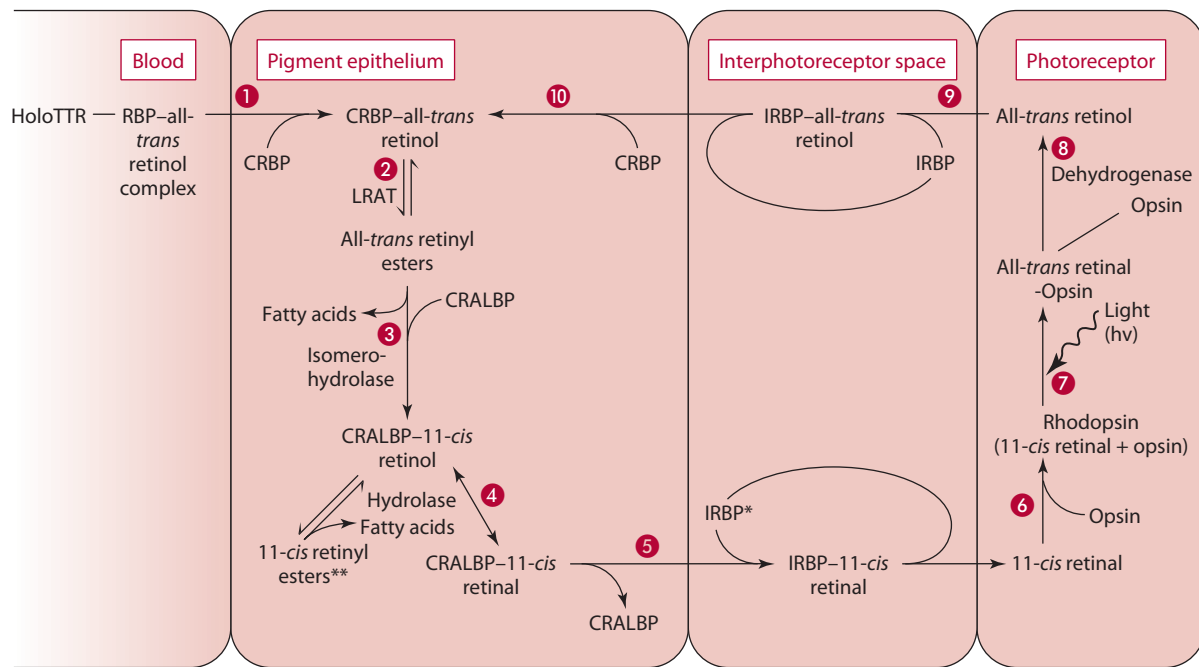 Blood
Pigment epithelium
Interphotoreceptor space
Photoreceptor
HoloTTR
RBP–all-
trans
retinol
complex
1
CRBP
CRBP–all-trans
retinol
10
CRBP
IRBP–all-trans
retinol
9
IRBP
All-trans retinol
2
LRAT
All-trans retinyl
esters
Fatty acids
CRALBP
3
Isomero-
hydrolase
CRALBP–11-cis
retinol
Hydrolase
Fatty acids
11-cis retinyl
esters**
4
CRALBP–11-cis
retinal
5
CRALBP
IRBP*
IRBP–11-cis
retinal
8
Dehydrogenase
Opsin
All-trans retinal
-Opsin
Light
(hv)
7
Rhodopsin
(11-cis retinal + opsin)
6
Opsin
11-cis retinal